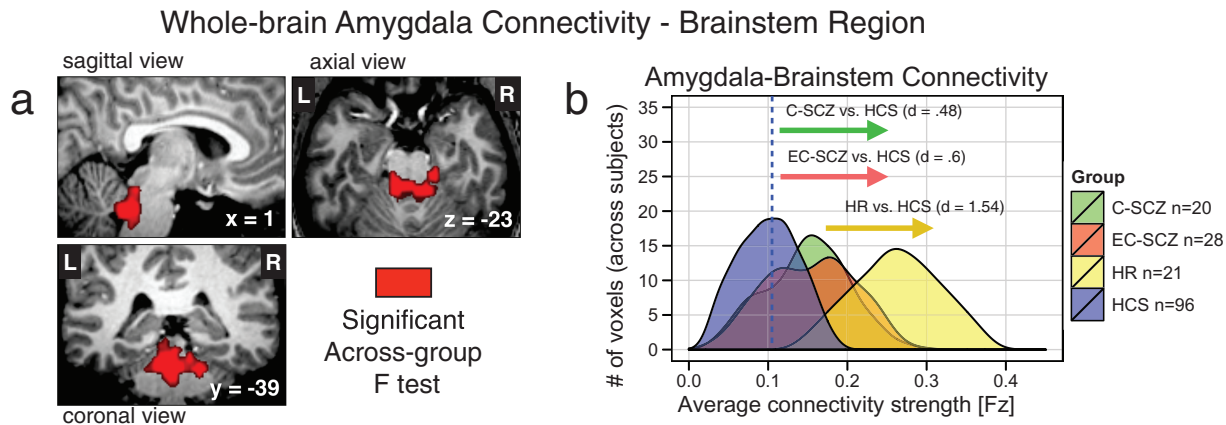 Whole-brain Amygdala Connectivity - Brainstem Region
a
sagittal view
x = 1
axial view
L
R
z = -23
L
R
y = -39
coronal view
Significant
Across-group
F test
b
Amygdala-Brainstem Connectivity
# of voxels (across subjects)
35
30
25
20
15
10
5
0
C-SCZ vs. HCS (d = .48)
EC-SCZ vs. HCS (d = .6)
HR vs. HCS (d = 1.54)
0.0 0.1 0.2 0.3 0.4
Average connectivity strength [Fz]
Group
C-SCZ n=20
EC-SCZ n=28
HR n=21
HCS n=96